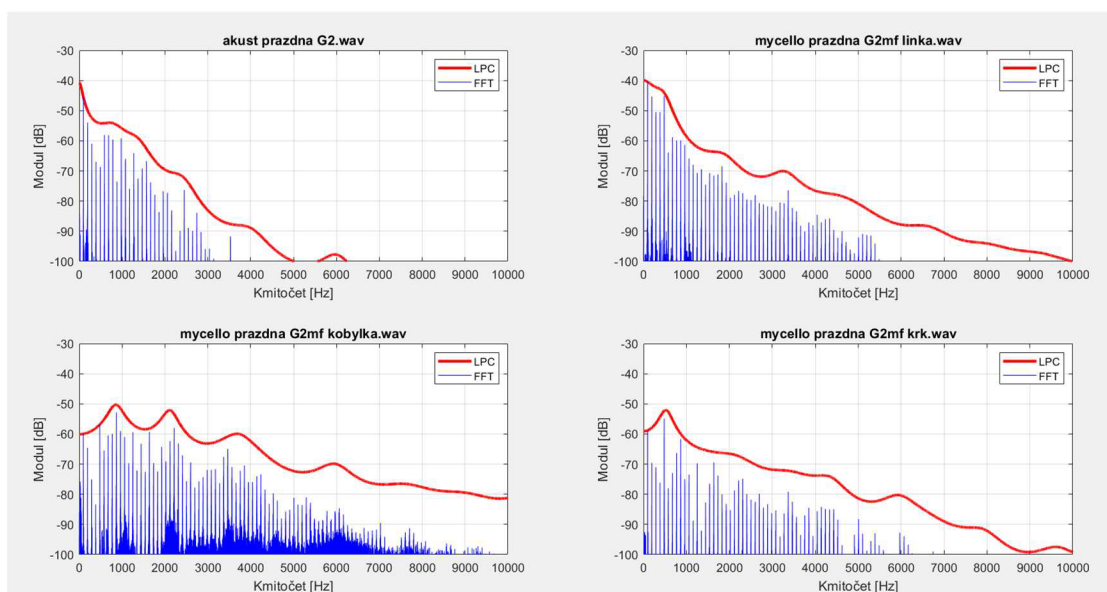 akust prazdna G2.wav
-30
-40
-50
-60
-70
-80
-90
-100
Modul [dB]
LPC
FFT
0 1000 2000 3000 4000 5000 6000 7000 8000 9000 10000
Kmitočet [Hz]
mycello prazdna G2mf linka.wav
-30
-40
-50
-60
-70
-80
-90
-100
Modul [dB]
LPC
FFT
0 1000 2000 3000 4000 5000 6000 7000 8000 9000 10000
Kmitočet [Hz]
mycello prazdna G2mf kobylka.wav
-30
-40
-50
-60
-70
-80
-90
-100
Modul [dB]
LPC
FFT
0 1000 2000 3000 4000 5000 6000 7000 8000 9000 10000
Kmitočet [Hz]
mycello prazdna G2mf krk.wav
-30
-40
-50
-60
-70
-80
-90
-100
Modul [dB]
LPC
FFT
0 1000 2000 3000 4000 5000 6000 7000 8000 9000 10000
Kmitočet [Hz]